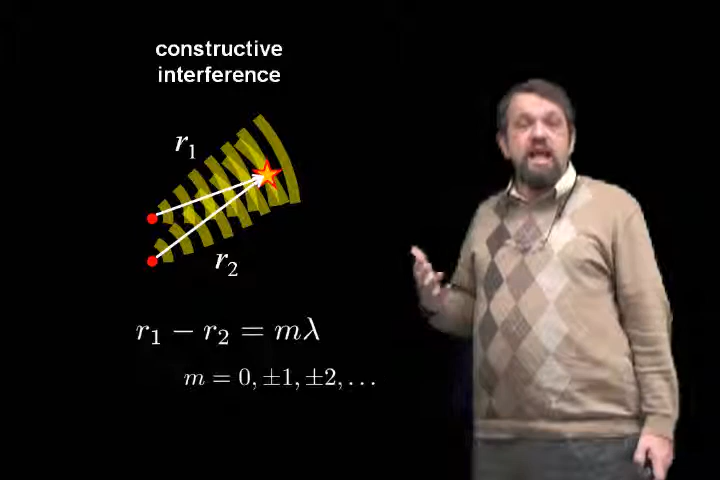 constructive
interference
r₁
r₂
r₁ − r₂ = mλ
m = 0, ±1, ±2, . . .